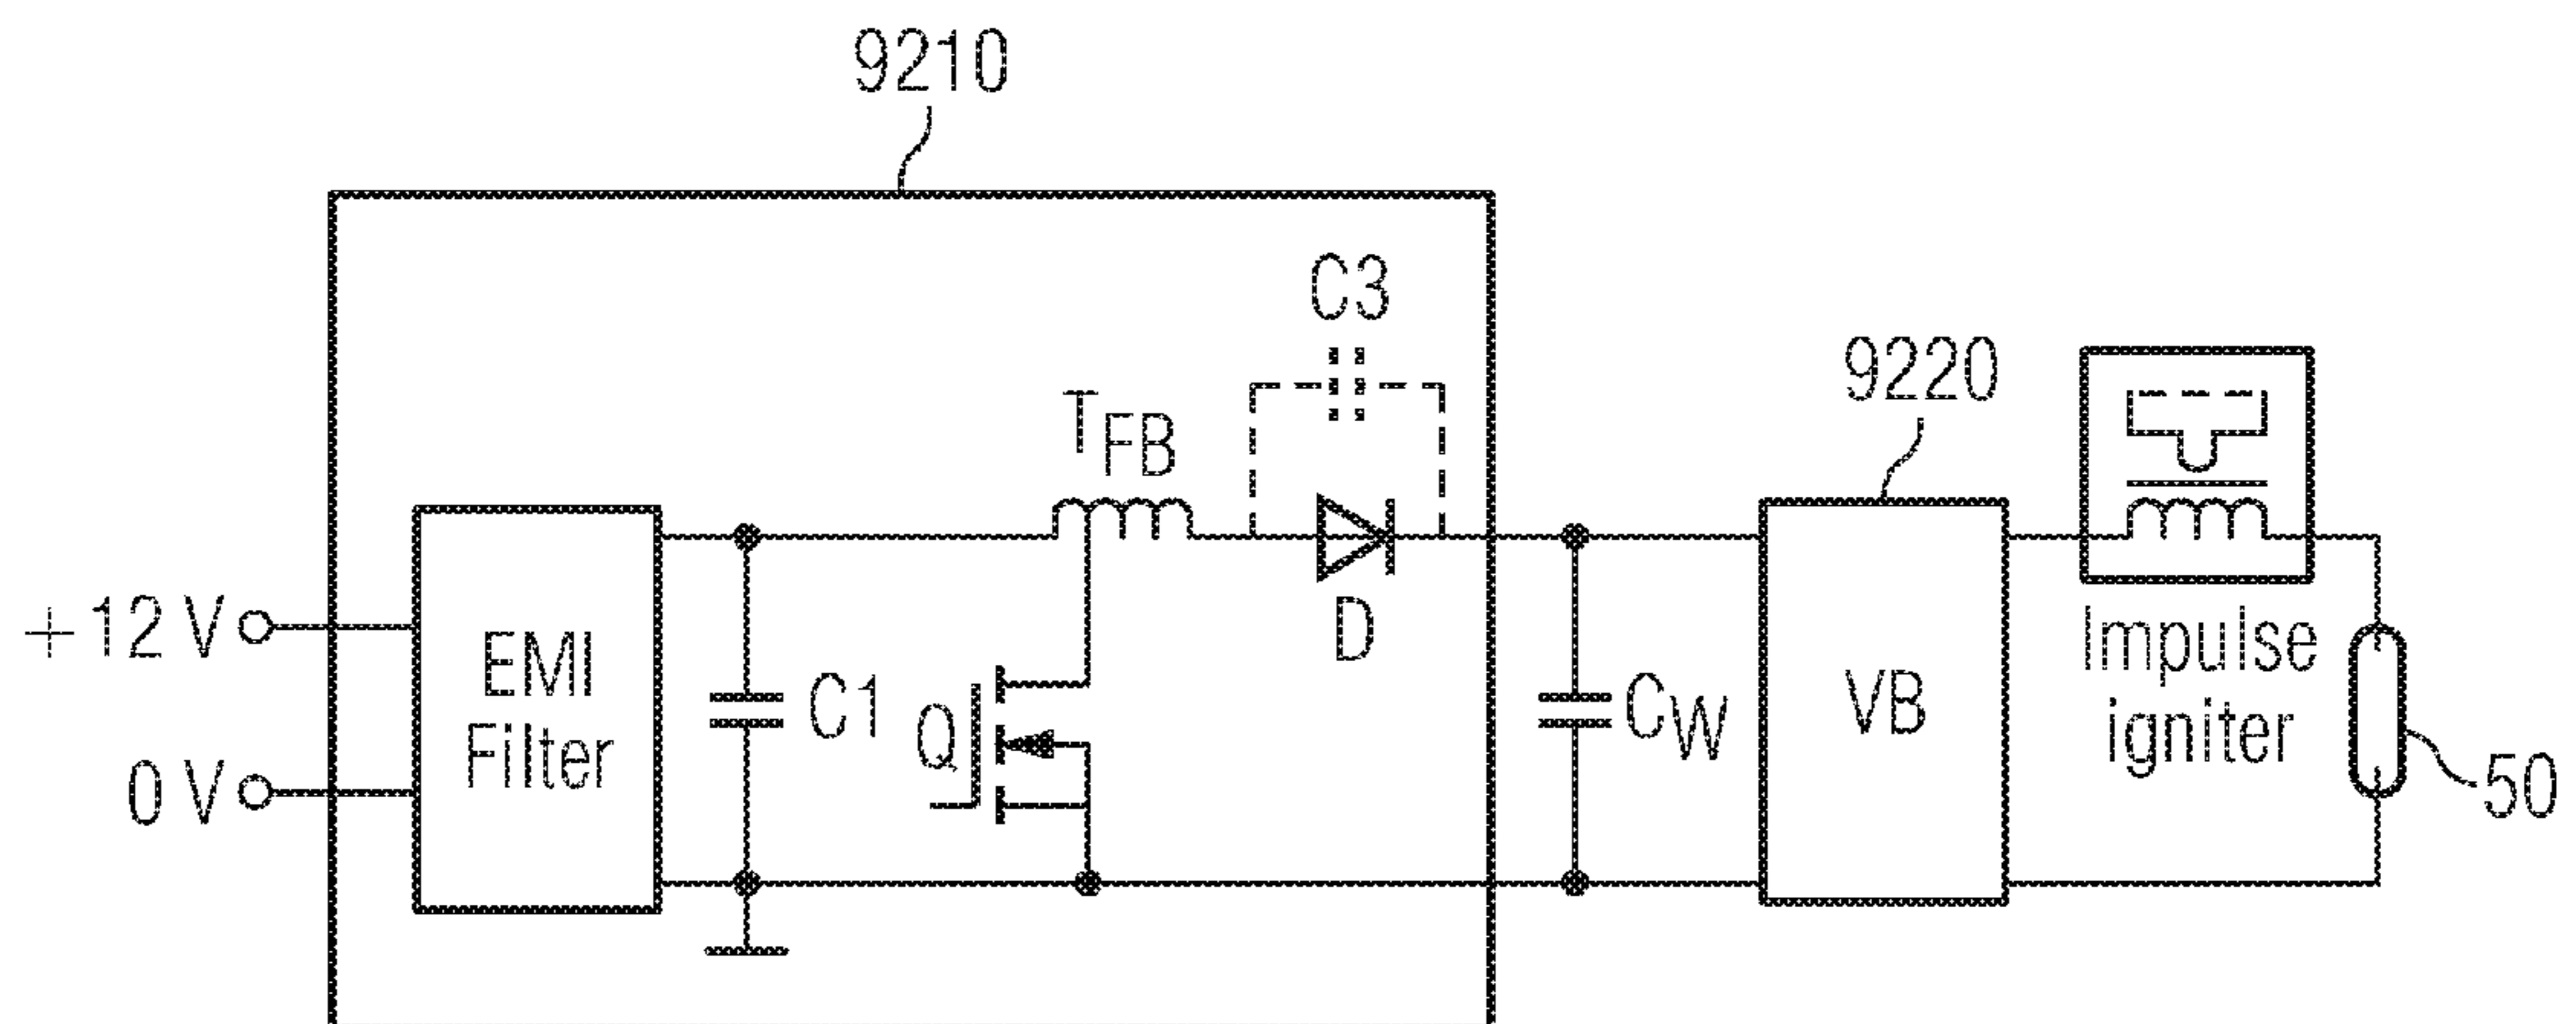 9210
C3
9220
T FB
+12 V
EMI
Filter
C1
Q
D
CW
VB
Impulse
igniter
0 V
50